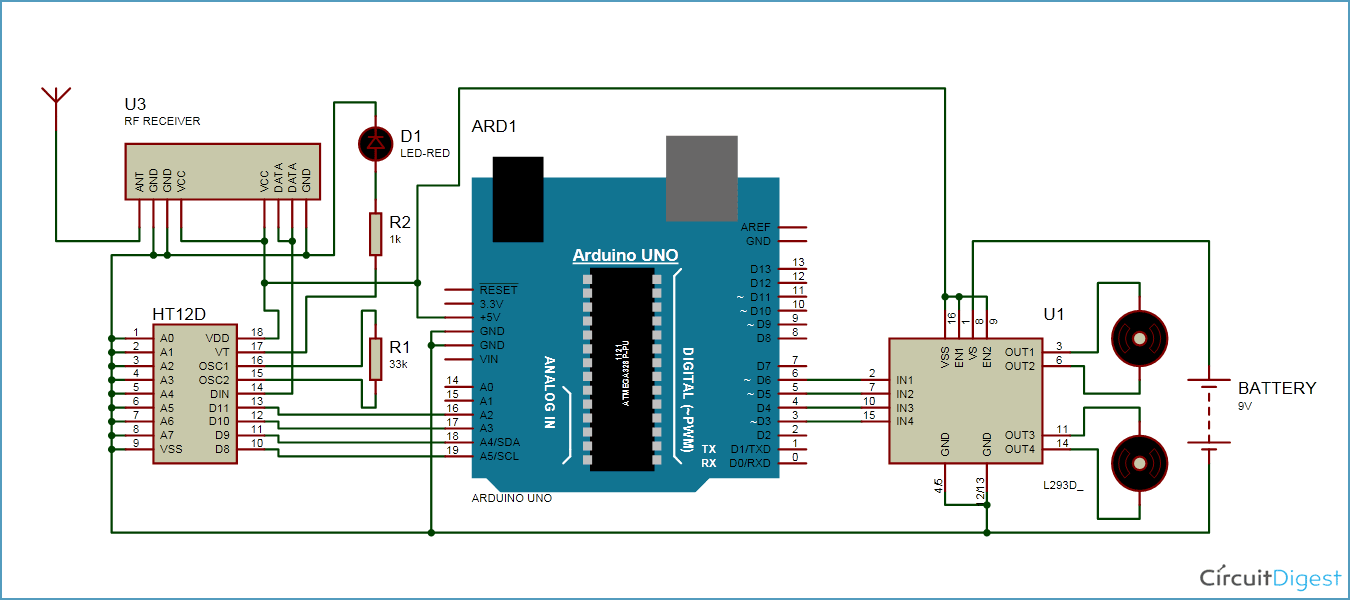 U3
RF RECEIVER
ANT
GND
GND
VCC
VCC
DATA
DATA
GND
D1
LED-RED
R2
1k
R1
33k
HT12D
1 A0 VDD 18
2 A1 VT 17
3 A2 OSC1 16
4 A3 OSC2 15
5 A4 DIN 14
6 A5 D11 13
7 A6 D10 12
8 A7 D9 11
9 VSS D8 10
ARD1
Arduino UNO
RESET
3.3V
+5V
GND
GND
VIN
14 A0
15 A1
16 A2
17 A3
18 A4/SDA
19 A5/SCL
ANALOG IN
1121
ATMEGA328 P-PU
DIGITAL (~PWM)
TX
RX
AREF
GND
D13 13
D12 12
~ D11 11
~ D10 10
~ D9 9
D8 8
D7 7
~ D6 6
~ D5 5
D4 4
~D3 3
D2 2
D1/TXD 1
D0/RXD 0
ARDUINO UNO
U1
16 1 8 9
VSS EN1 VS EN2
OUT1 3
OUT2 6
2 IN1
7 IN2
10 IN3
15 IN4
OUT3 11
OUT4 14
GND GND
4/5 12/13
L293D_
BATTERY
9V
CircuitDigest